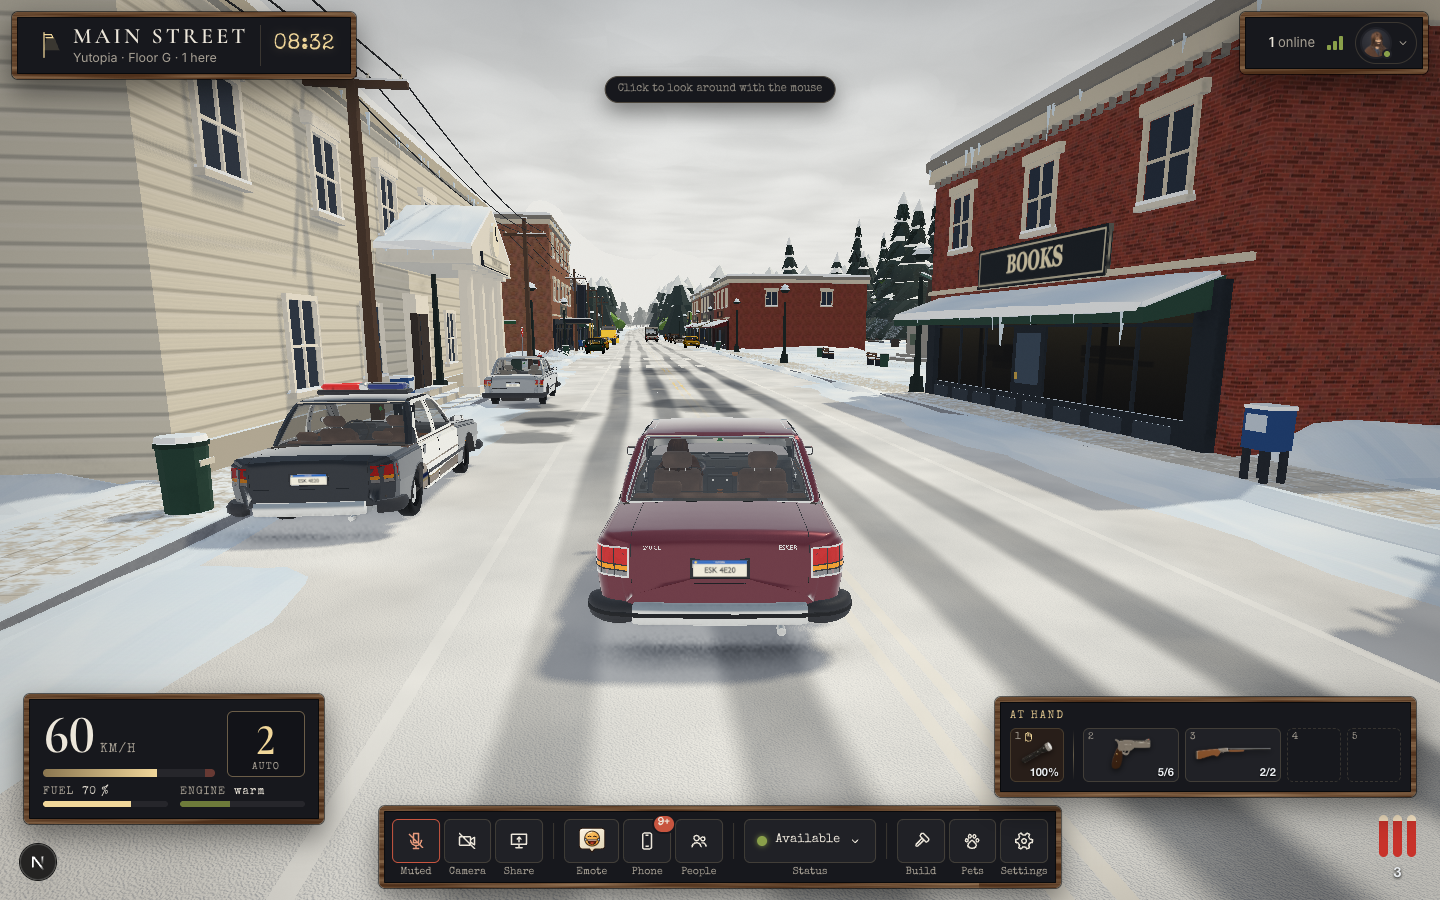 MAIN STREET
Yutopia · Floor G · 1 here
08:32
1 online
Click to look around with the mouse
BOOKS
ESKER
ESK 4E20
60 KM/H
2
AUTO
FUEL 70 %
ENGINE warm
AT HAND
1
100%
2
5/6
3
2/2
4
5
9+
Muted
Camera
Share
Emote
Phone
People
Available
Status
Build
Pets
Settings
N
3